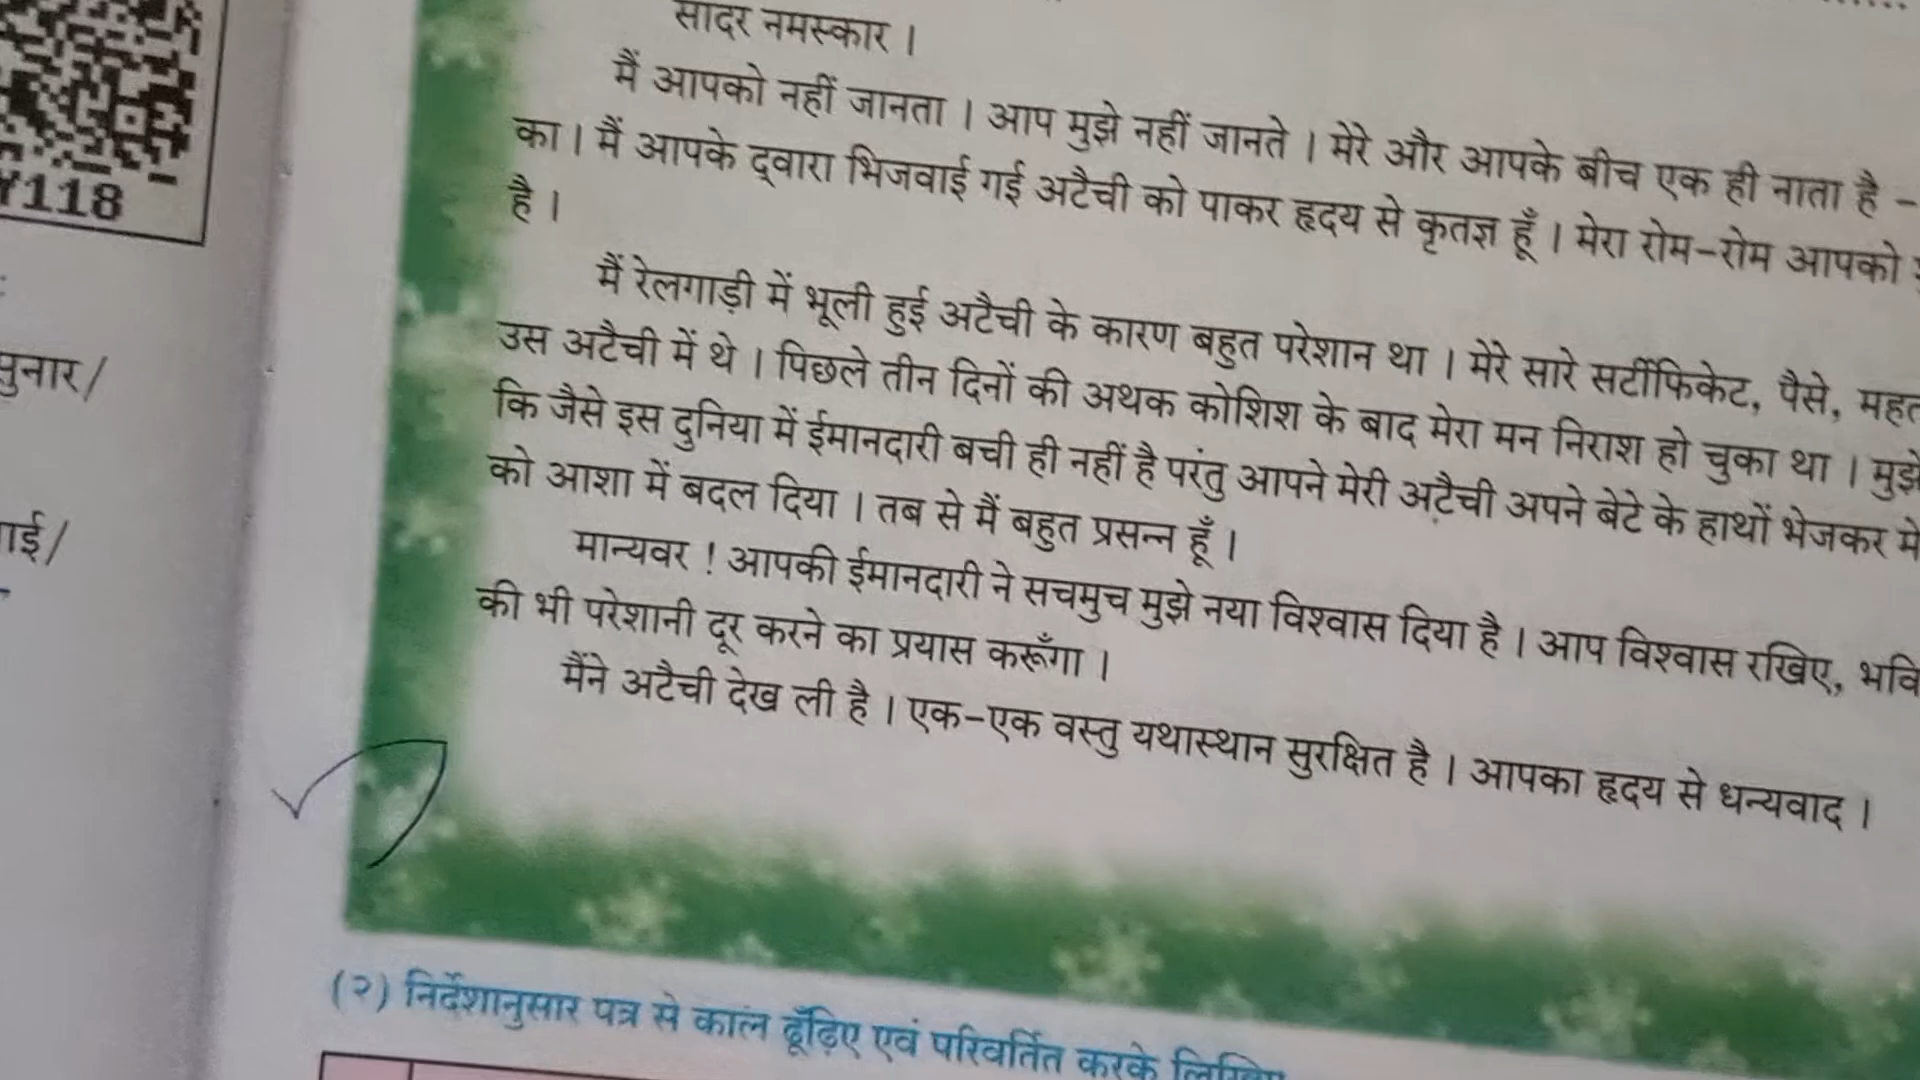 Y118
सादर नमस्कार ।
मैं आपको नहीं जानता । आप मुझे नहीं जानते । मेरे और आपके बीच एक ही नाता है -
का । मैं आपके द्वारा भिजवाई गई अटैची को पाकर हृदय से कृतज्ञ हूँ । मेरा रोम-रोम आपको
है ।
मैं रेलगाड़ी में भूली हुई अटैची के कारण बहुत परेशान था । मेरे सारे सर्टीफिकेट, पैसे,
उस अटैची में थे । पिछले तीन दिनों की अथक कोशिश के बाद मेरा मन निराश हो चुका था । मुझे
कि जैसे इस दुनिया में ईमानदारी बची ही नहीं है परंतु आपने मेरी अटैची अपने बेटे के हाथों भेजकर
को आशा में बदल दिया । तब से मैं बहुत प्रसन्न हूँ ।
मान्यवर ! आपकी ईमानदारी ने सचमुच मुझे नया विश्वास दिया है । आप विश्वास रखिए,
की भी परेशानी दूर करने का प्रयास करूँगा ।
मैंने अटैची देख ली है । एक-एक वस्तु यथास्थान सुरक्षित है । आपका हृदय से धन्यवाद ।
(२) निर्देशानुसार पत्र से काल ढूँढ़िए एवं परिवर्तित करके